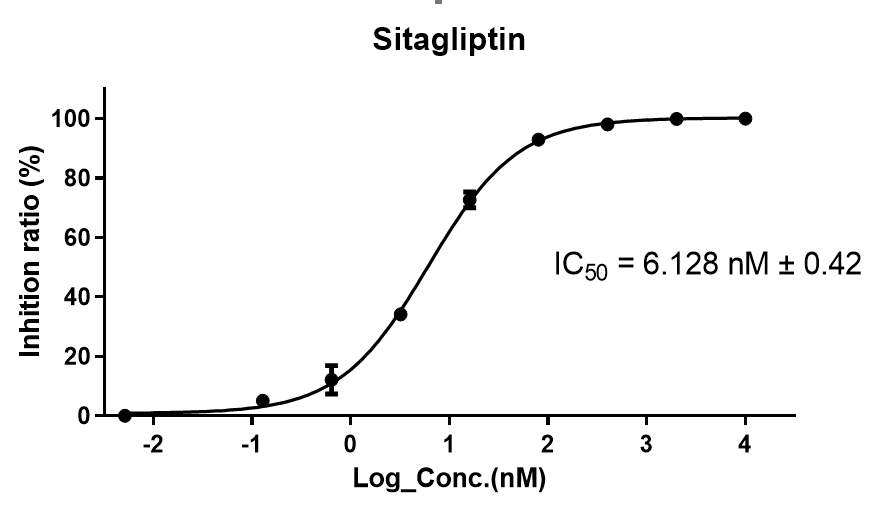 Sitagliptin
100
80
60
40
20
0
Inhition ratio (%)
IC50 = 6.128 nM ± 0.42
-2 -1 0 1 2 3 4
Log_Conc.(nM)